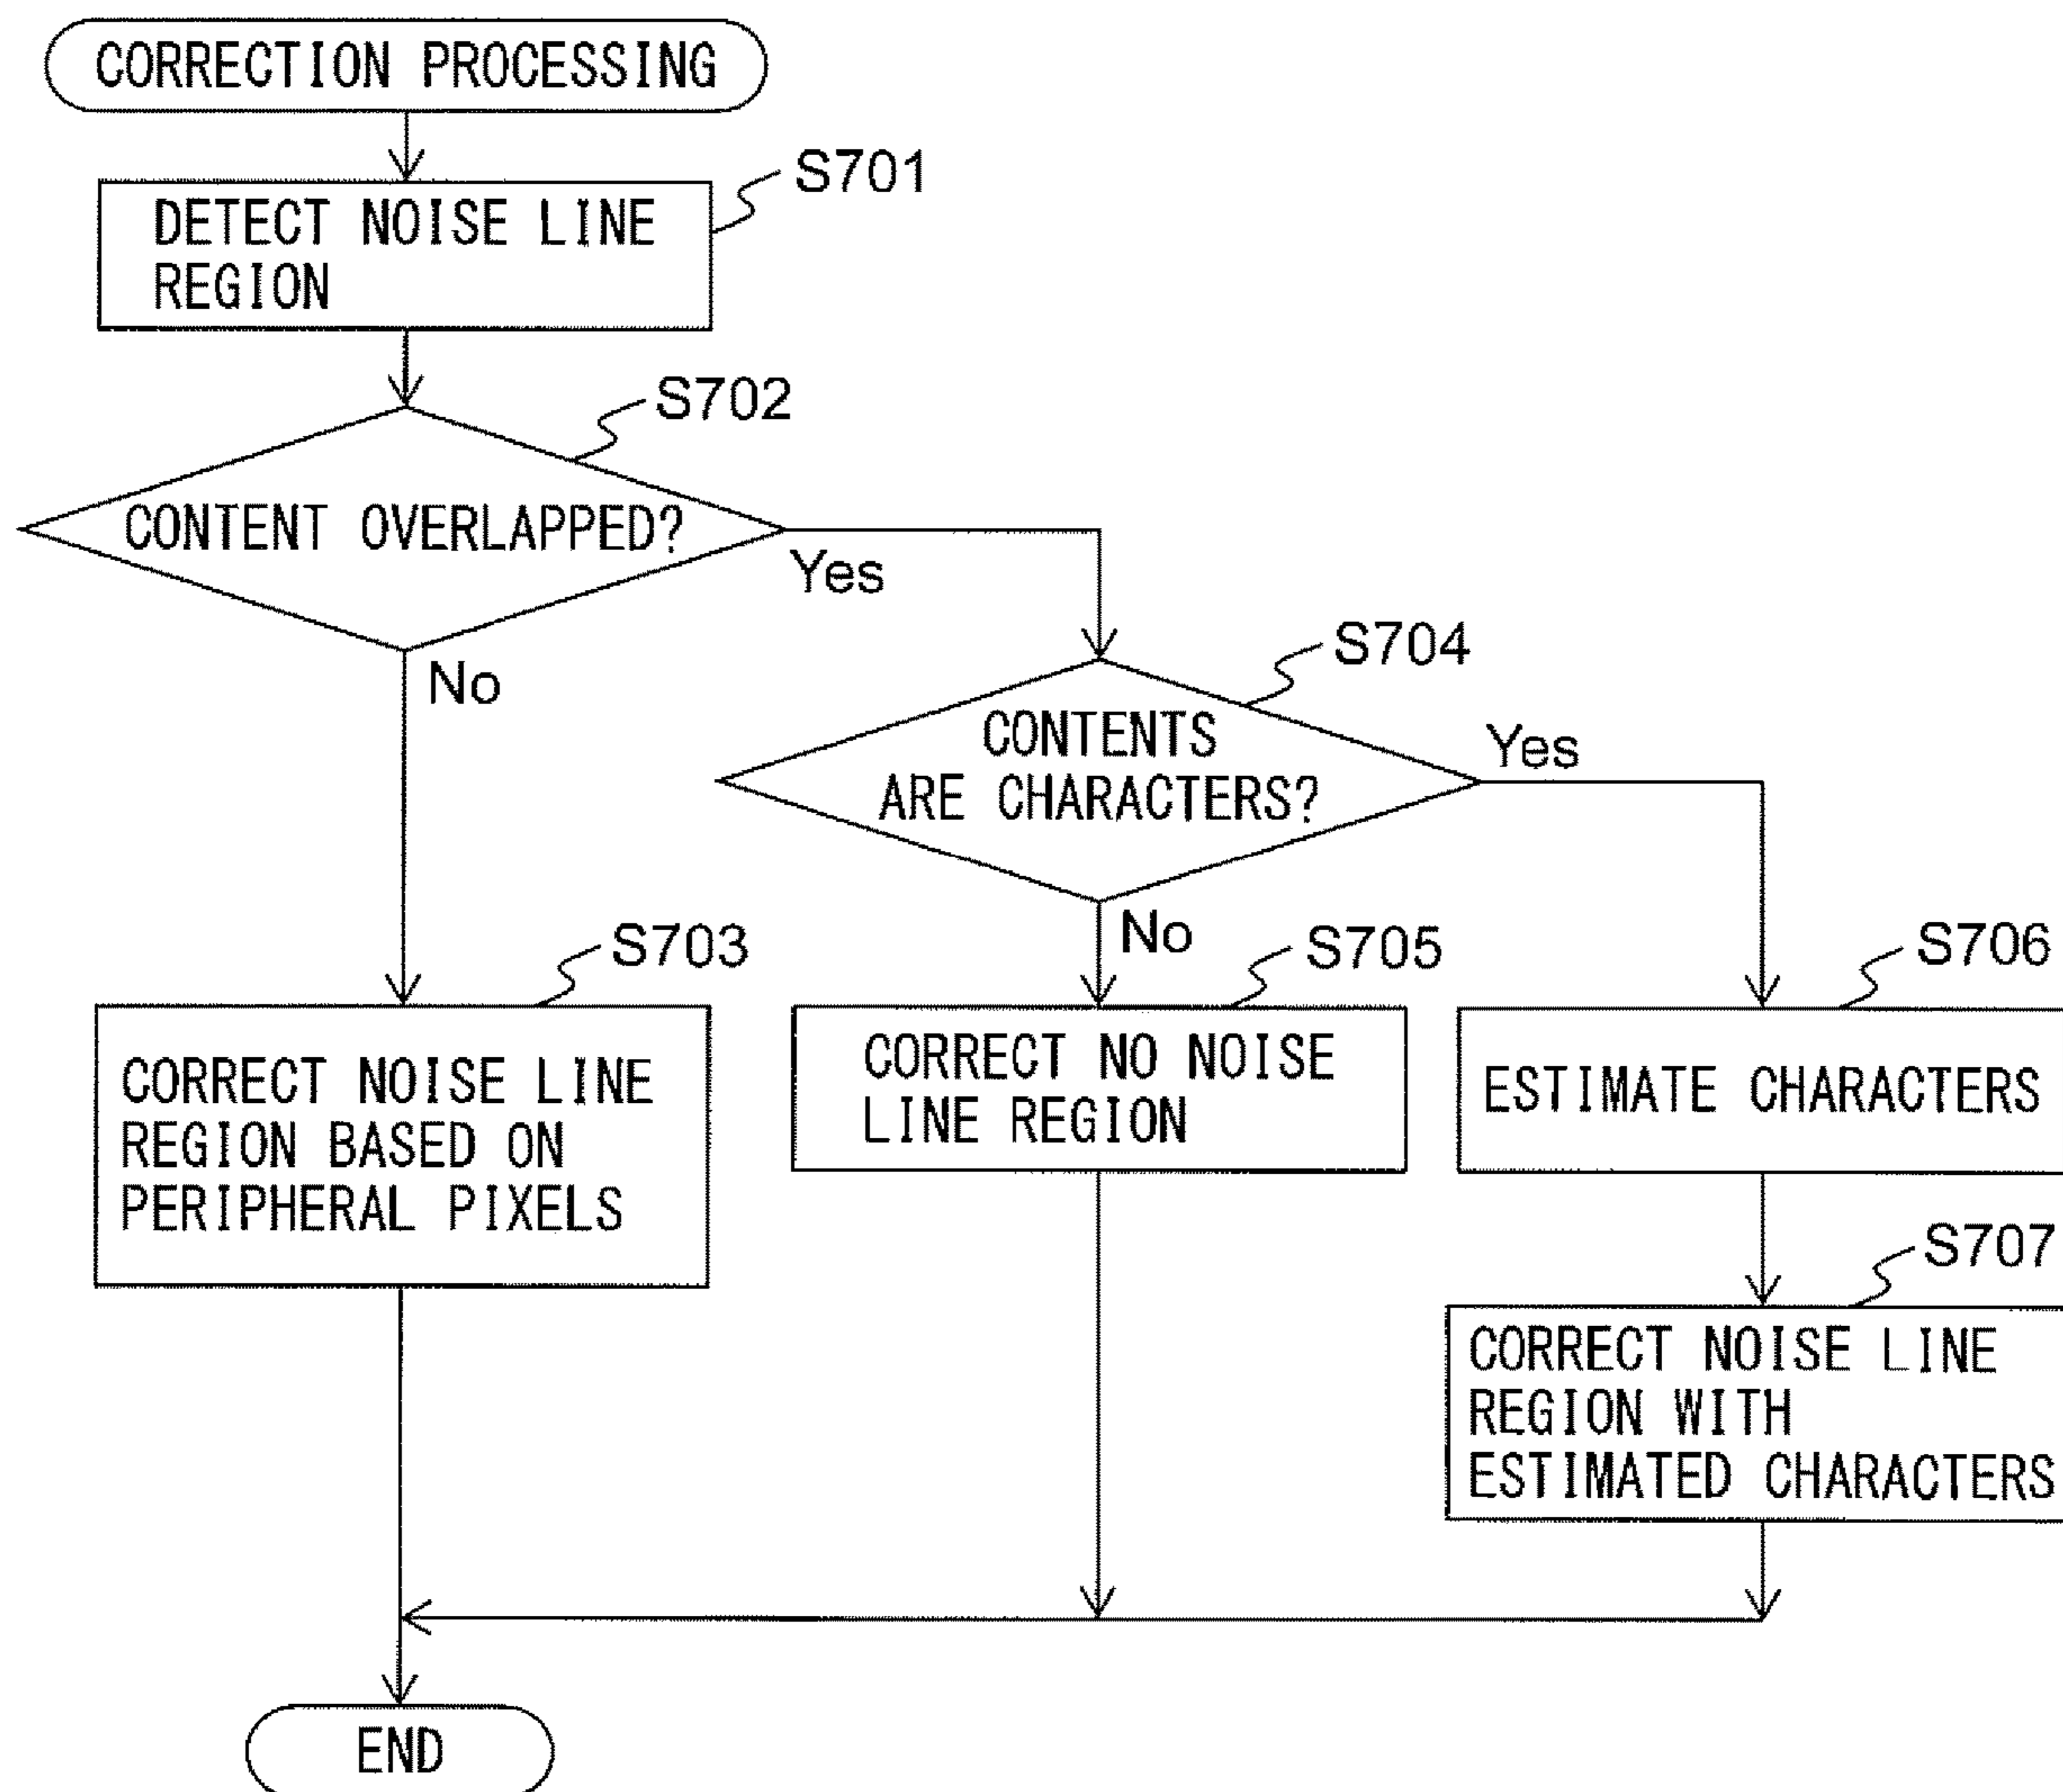 CORRECTION PROCESSING
S701
DETECT NOISE LINE
REGION
S702
CONTENT OVERLAPPED?
Yes
No
S704
CONTENTS
ARE CHARACTERS?
Yes
No
S703
CORRECT NOISE LINE
REGION BASED ON
PERIPHERAL PIXELS
S705
CORRECT NO NOISE
LINE REGION
S706
ESTIMATE CHARACTERS
S707
CORRECT NOISE LINE
REGION WITH
ESTIMATED CHARACTERS
END